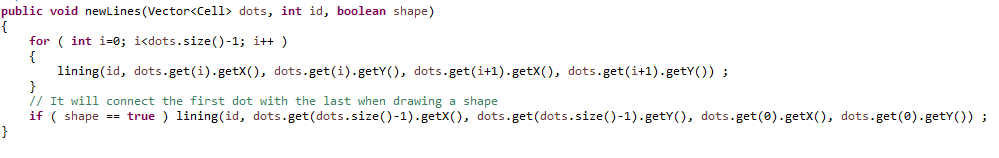 public void newLines(Vector<Cell> dots, int id, boolean shape)
{
    for ( int i=0; i<dots.size()-1; i++ )
    {
        lining(id, dots.get(i).getX(), dots.get(i).getY(), dots.get(i+1).getX(), dots.get(i+1).getY()) ;
    }
    // It will connect the first dot with the last when drawing a shape
    if ( shape == true ) lining(id, dots.get(dots.size()-1).getX(), dots.get(dots.size()-1).getY(), dots.get(0).getX(), dots.get(0).getY()) ;
}